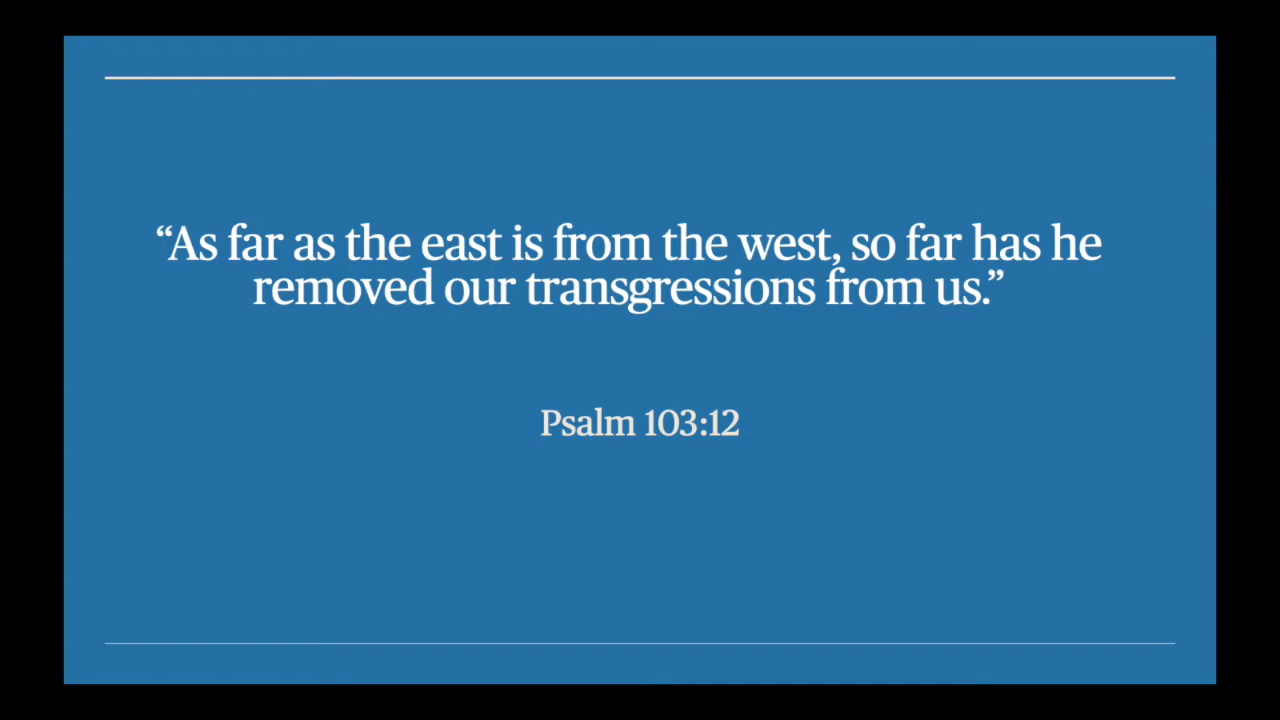 “As far as the east is from the west, so far has he
removed our transgressions from us.”
Psalm 103:12